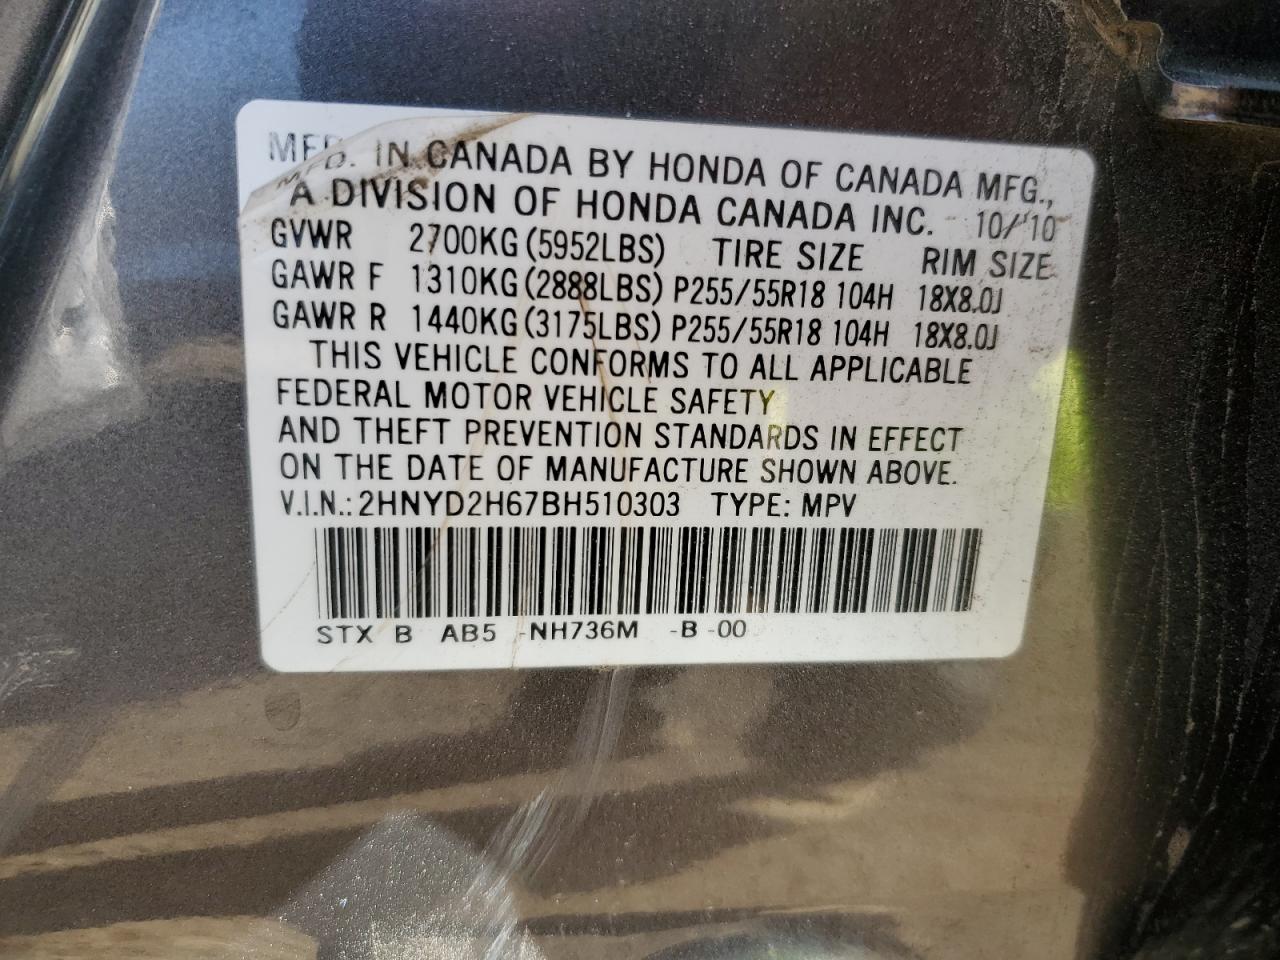 MFD. IN CANADA BY HONDA OF CANADA MFG.,
A DIVISION OF HONDA CANADA INC. 10/'10
GVWR 2700KG (5952LBS) TIRE SIZE RIM SIZE
GAWR F 1310KG (2888LBS) P255/55R18 104H 18X8.0J
GAWR R 1440KG (3175LBS) P255/55R18 104H 18X8.0J
THIS VEHICLE CONFORMS TO ALL APPLICABLE
FEDERAL MOTOR VEHICLE SAFETY
AND THEFT PREVENTION STANDARDS IN EFFECT
ON THE DATE OF MANUFACTURE SHOWN ABOVE.
V.I.N.: 2HNYD2H67BH510303 TYPE: MPV
STX B AB5 -NH736M -B -00